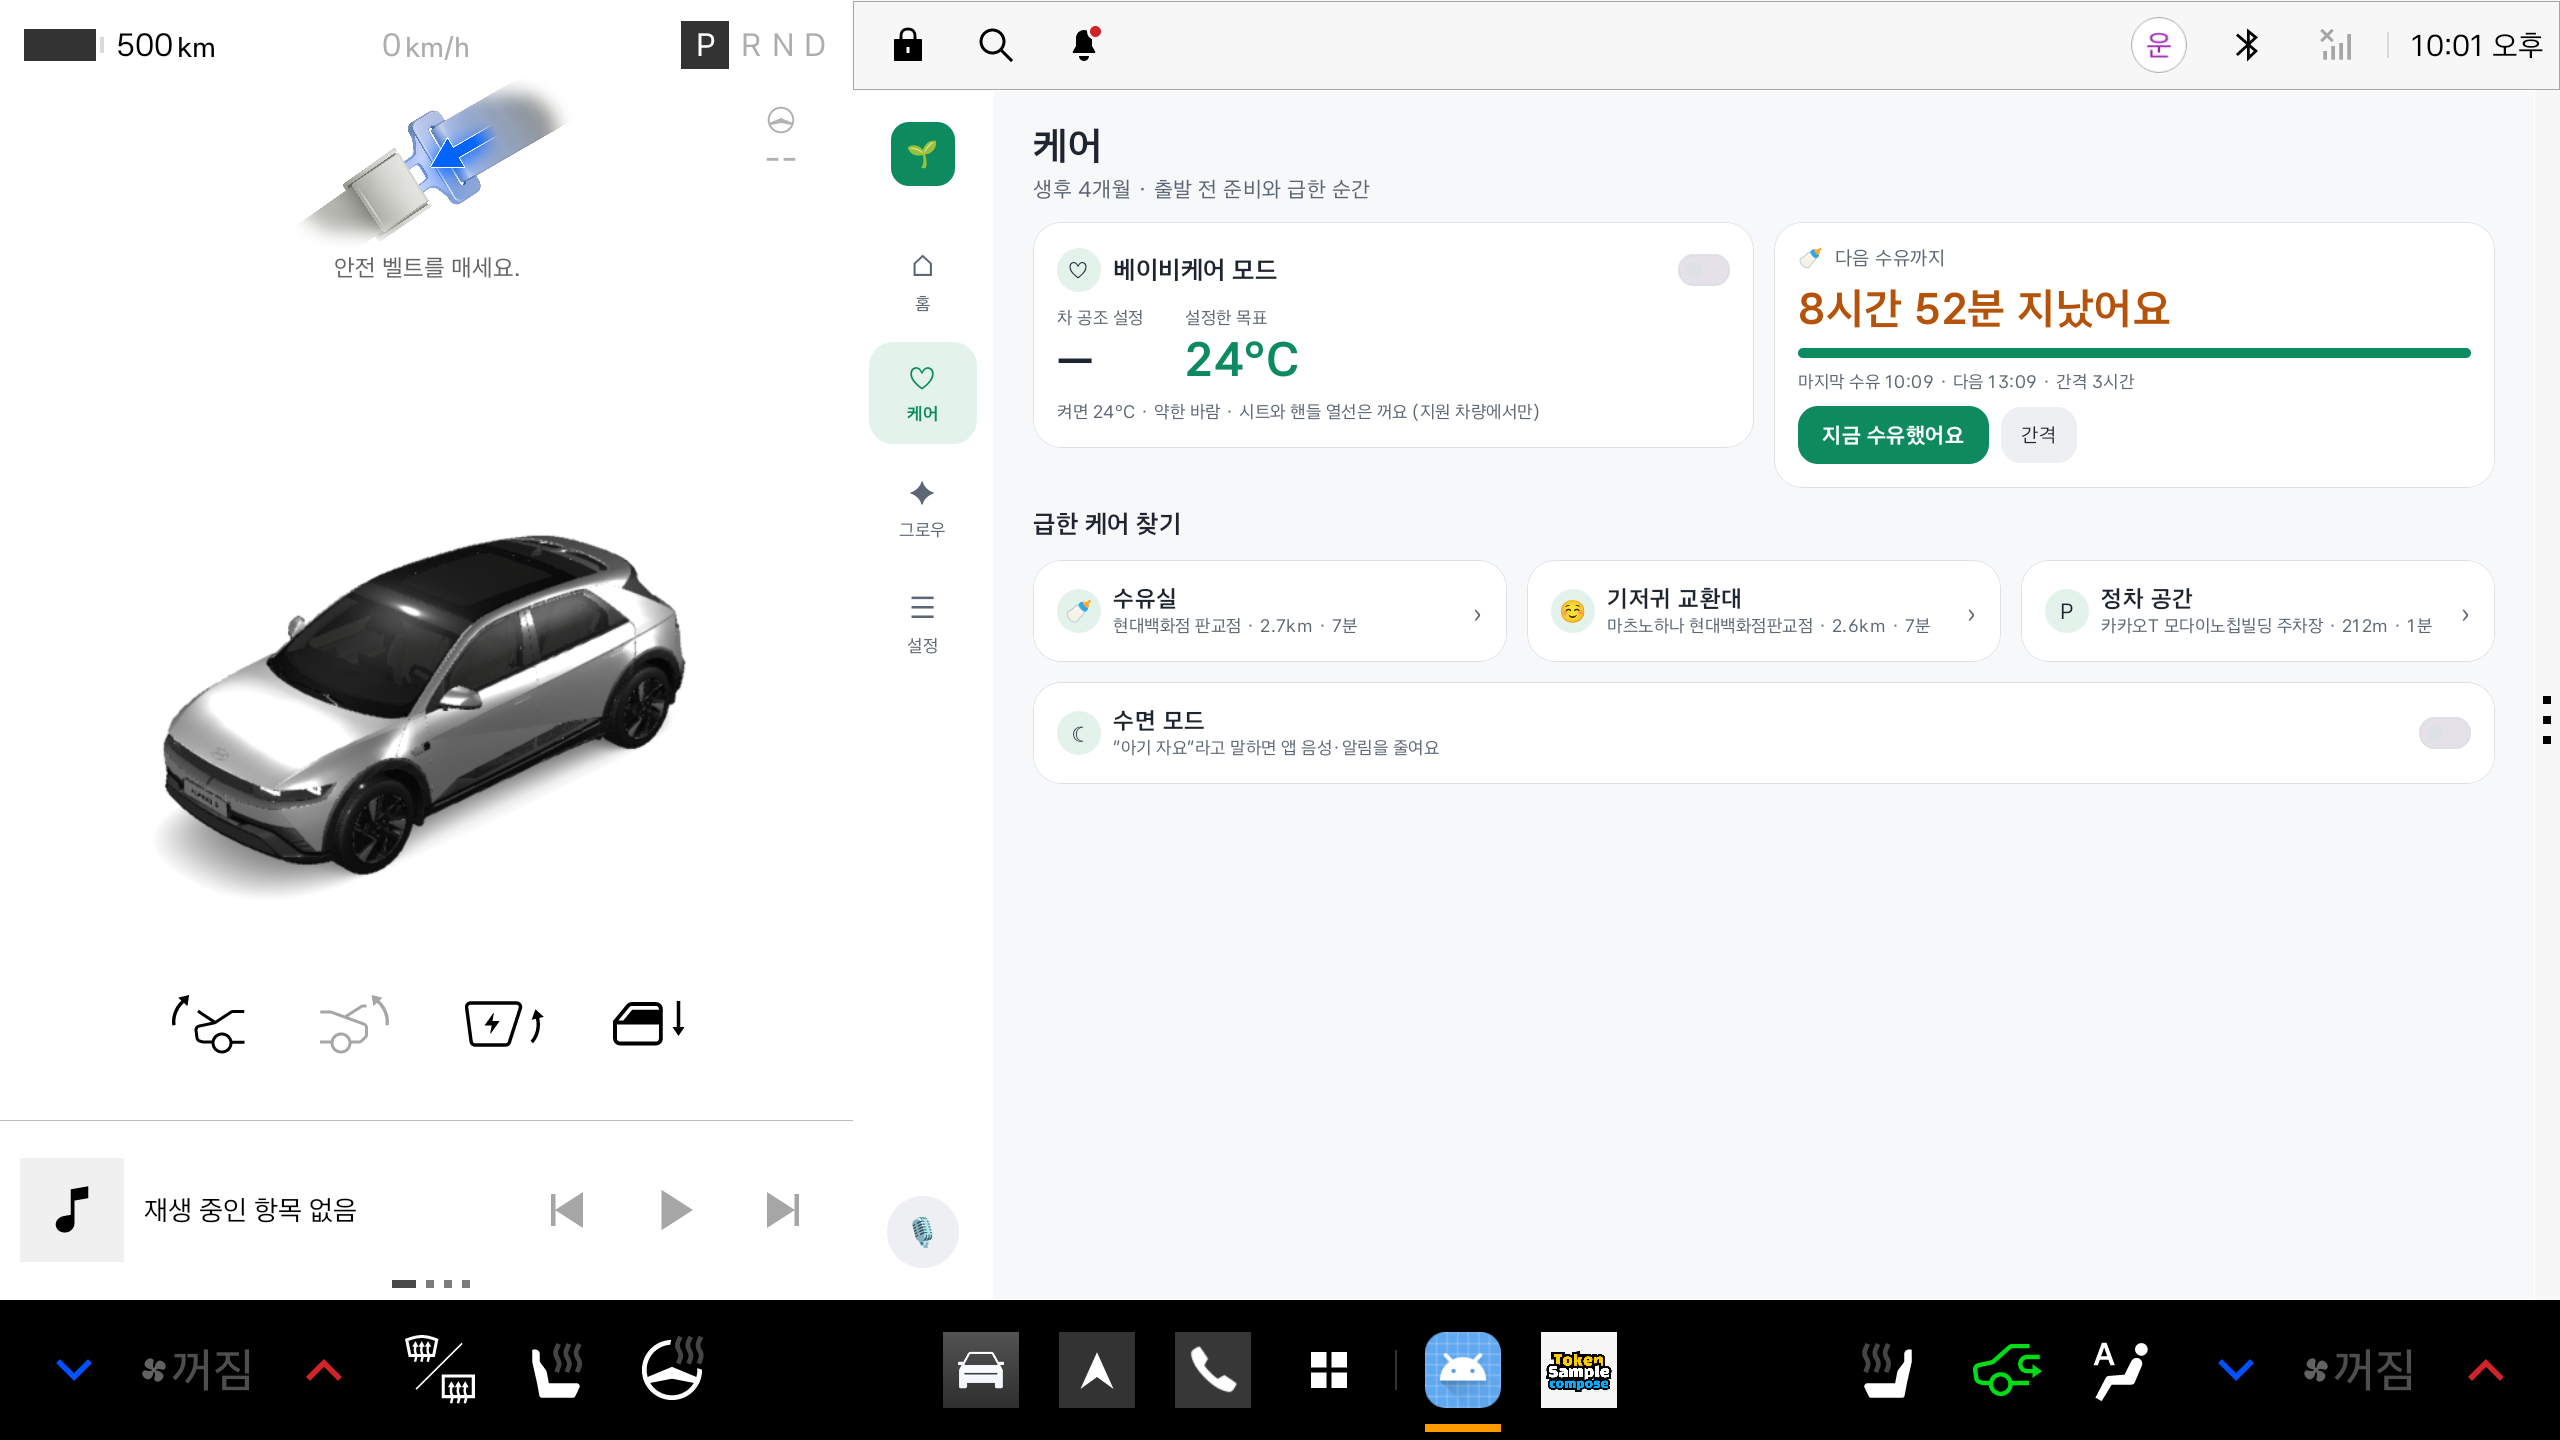 500 km
0 km/h
P R N D
운
10:01 오후
안전 벨트를 매세요.
재생 중인 항목 없음
홈
케어
그로우
설정
케어
생후 4개월 · 출발 전 준비와 급한 순간
베이비케어 모드
차 공조 설정
설정한 목표
—
24°C
켜면 24°C · 약한 바람 · 시트와 핸들 열선은 꺼요 (지원 차량에서만)
다음 수유까지
8시간 52분 지났어요
마지막 수유 10:09 · 다음 13:09 · 간격 3시간
지금 수유했어요
간격
급한 케어 찾기
수유실
현대백화점 판교점 · 2.7km · 7분
기저귀 교환대
마츠노하나 현대백화점판교점 · 2.6km · 7분
P
정차 공간
카카오T 모다이노칩빌딩 주차장 · 212m · 1분
수면 모드
"아기 자요"라고 말하면 앱 음성·알림을 줄여요
꺼짐
Token
Sample
compose
A
꺼짐